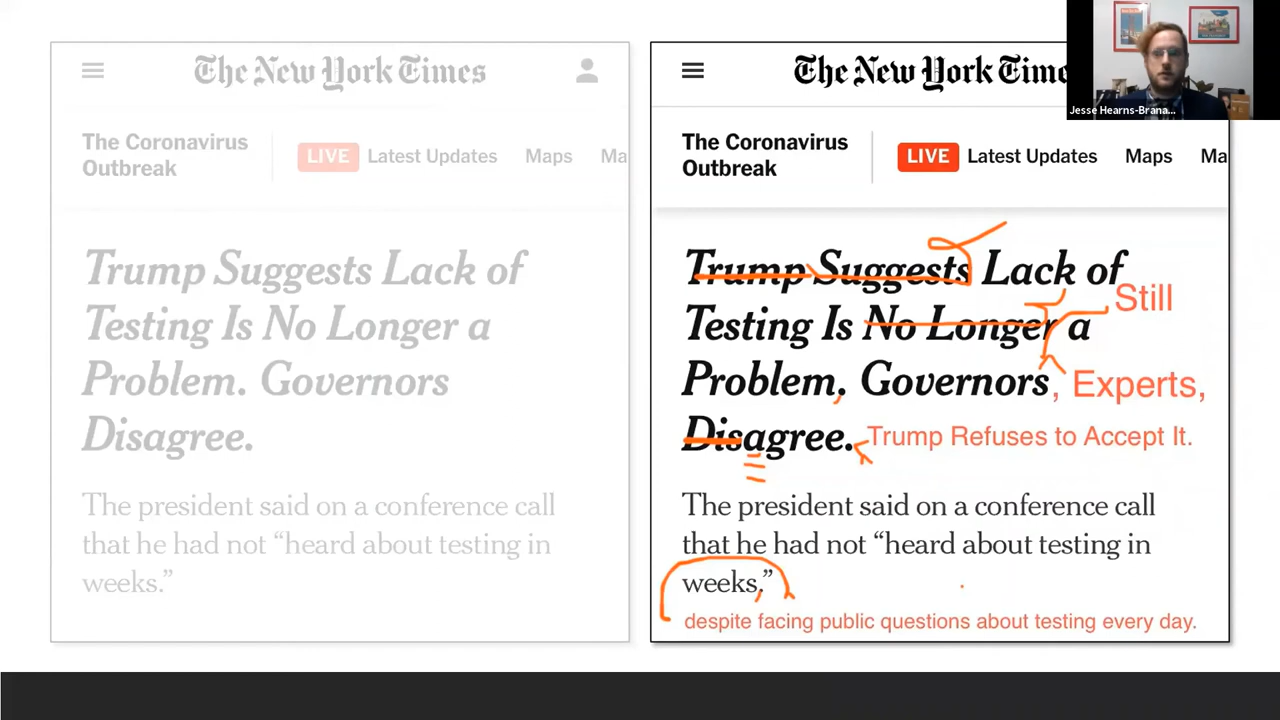 The New York Times
The Coronavirus
Outbreak
LIVE Latest Updates Maps Ma
Trump Suggests Lack of
Testing Is No Longer a
Problem. Governors
Disagree.
The president said on a conference call
that he had not “heard about testing in
weeks.”
The New York Time
The Coronavirus
Outbreak
LIVE Latest Updates Maps Ma
Trump Suggests Lack of
Still
Testing Is No Longer a
Problem. Governors, Experts,
Disagree. Trump Refuses to Accept It.
The president said on a conference call
that he had not “heard about testing in
weeks.”
despite facing public questions about testing every day.
Jesse Hearns-Brana...